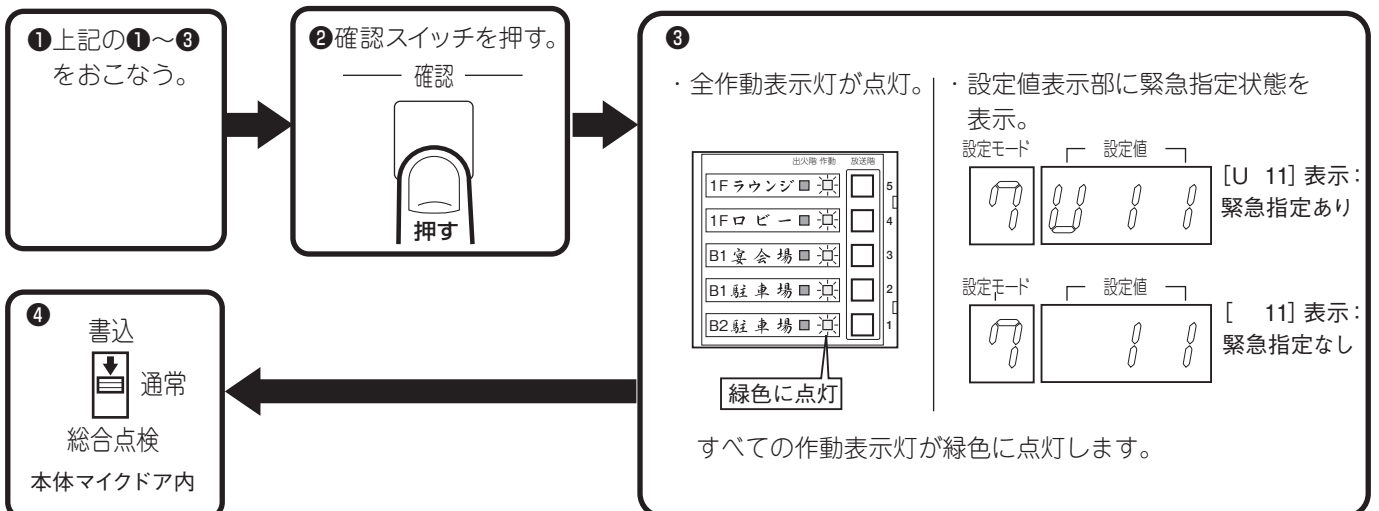 ❶上記の❶～❸
をおこなう。
❷確認スイッチを押す。
確認
押す
❸
・全作動表示灯が点灯。
出火階 作動 放送階
1Fラウンジ 5
1Fロビー 4
B1宴会場 3
B1駐車場 2
B2駐車場 1
緑色に点灯
・設定値表示部に緊急指定状態を
表示。
設定モード 設定値
7 U 1 1
[U 11] 表示：
緊急指定あり
設定モード 設定値
7 1 1
[ 11] 表示：
緊急指定なし
すべての作動表示灯が緑色に点灯します。
❹
書込
通常
総合点検
本体マイクドア内